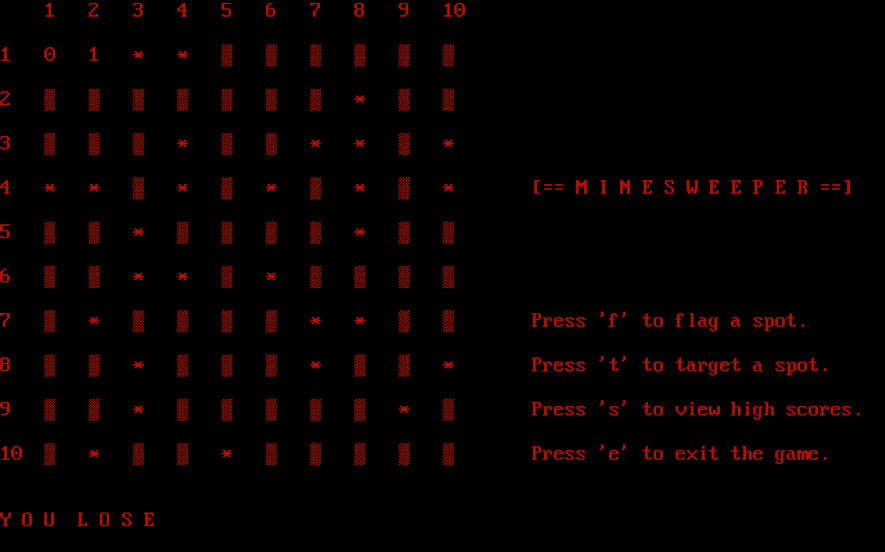 1 2 3 4 5 6 7 8 9 10
1 0 1 * * ▒ ▒ ▒ ▒ ▒ ▒
2 ▒ ▒ ▒ ▒ ▒ ▒ ▒ * ▒ ▒
3 ▒ ▒ ▒ * ▒ ▒ * * ▒ *
4 * * ▒ * ▒ * ▒ * ▒ * [== M I N E S W E E P E R ==]
5 ▒ ▒ * ▒ ▒ ▒ ▒ * ▒ ▒
6 ▒ ▒ * * ▒ * ▒ ▒ ▒ ▒
7 ▒ * ▒ ▒ ▒ ▒ * * ▒ ▒ Press 'f' to flag a spot.
8 ▒ ▒ * ▒ ▒ ▒ * ▒ ▒ * Press 't' to target a spot.
9 ▒ ▒ * ▒ ▒ ▒ ▒ ▒ * ▒ Press 's' to view high scores.
10 ▒ * ▒ ▒ * ▒ ▒ ▒ ▒ ▒ Press 'e' to exit the game.
Y O U L O S E